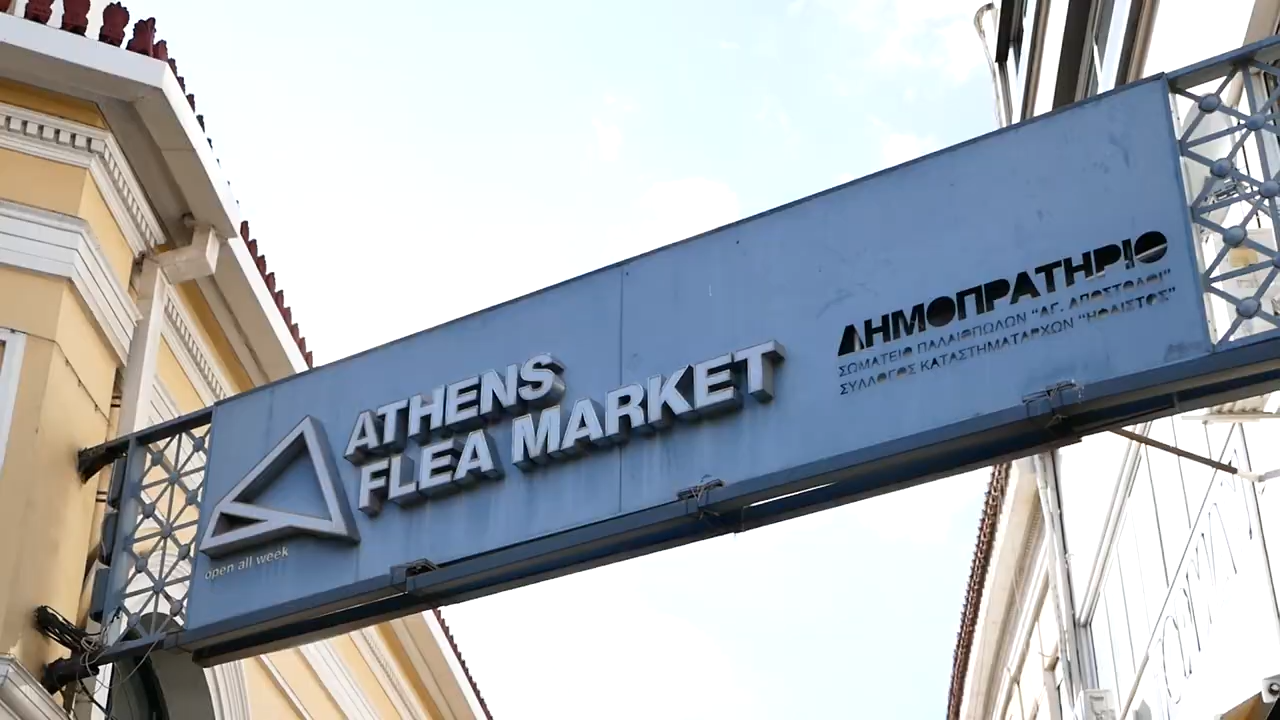 ATHENS
FLEA MARKET
open all week
ΔΗΜΟΠΡΑΤΗΡΙΟ
ΣΩΜΑΤΕΙΟ ΠΑΛΑΙΟΠΩΛΩΝ "ΑΓ. ΑΠΟΣΤΟΛΟΙ"
ΣΥΛΛΟΓΟΣ ΚΑΤΑΣΤΗΜΑΤΑΡΧΩΝ "ΗΦΑΙΣΤΟΣ"